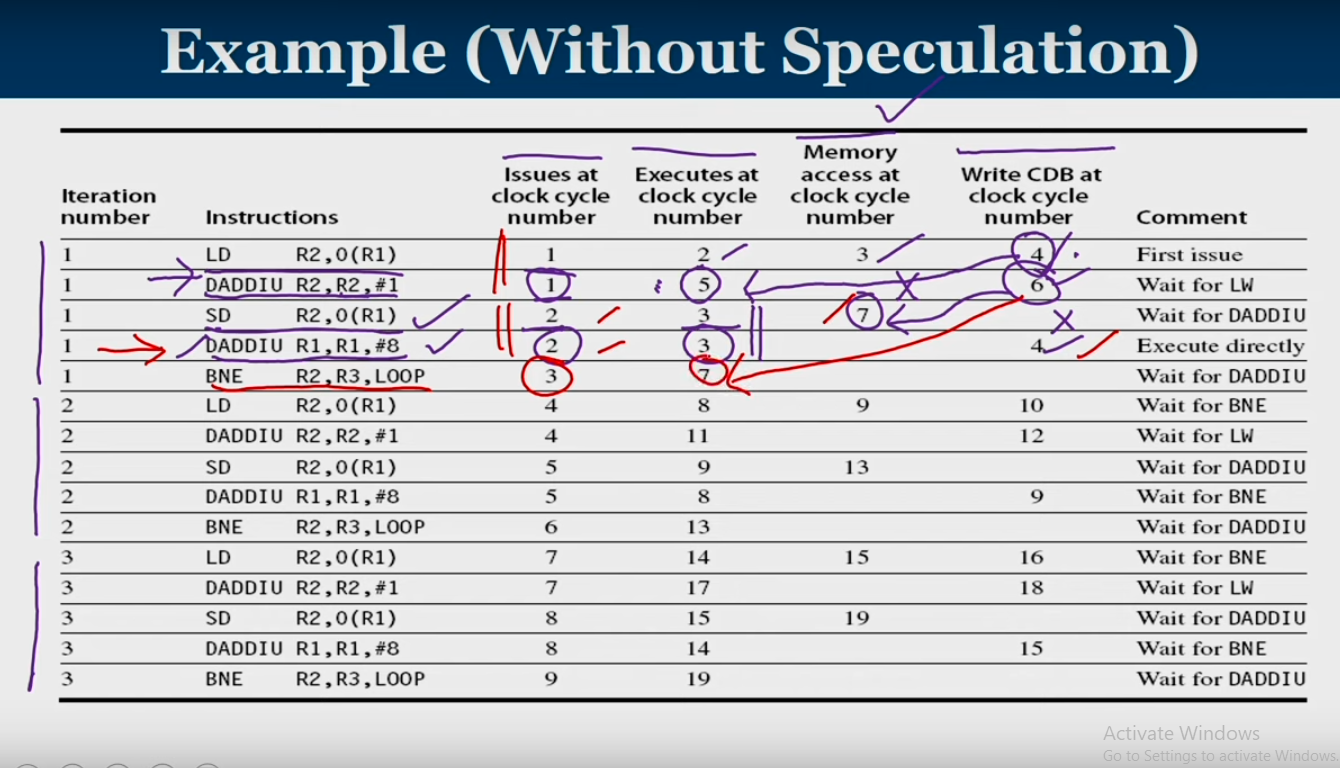 Example (Without Speculation)
Iteration number Instructions Issues at clock cycle number Executes at clock cycle number Memory access at clock cycle number Write CDB at clock cycle number Comment
1 LD R2,0(R1) 1 2 3 4 First issue
1 DADDIU R2,R2,#1 1 5 6 Wait for LW
1 SD R2,0(R1) 2 3 7 Wait for DADDIU
1 DADDIU R1,R1,#8 2 3 4 Execute directly
1 BNE R2,R3,LOOP 3 7 Wait for DADDIU
2 LD R2,0(R1) 4 8 9 10 Wait for BNE
2 DADDIU R2,R2,#1 4 11 12 Wait for LW
2 SD R2,0(R1) 5 9 13 Wait for DADDIU
2 DADDIU R1,R1,#8 5 8 9 Wait for BNE
2 BNE R2,R3,LOOP 6 13 Wait for DADDIU
3 LD R2,0(R1) 7 14 15 16 Wait for BNE
3 DADDIU R2,R2,#1 7 17 18 Wait for LW
3 SD R2,0(R1) 8 15 19 Wait for DADDIU
3 DADDIU R1,R1,#8 8 14 15 Wait for BNE
3 BNE R2,R3,LOOP 9 19 Wait for DADDIU
Activate Windows
Go to Settings to activate Windows.